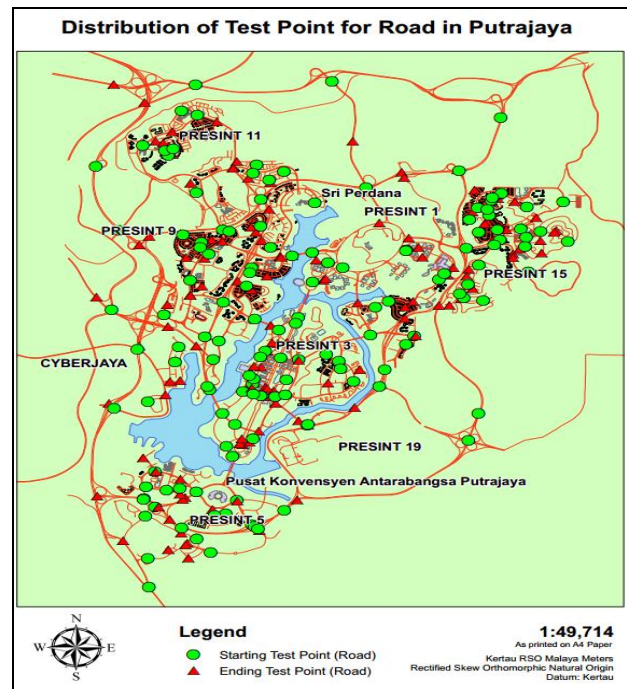 Distribution of Test Point for Road in Putrajaya
PRESINT 11
Sri Perdana
PRESINT 1
PRESINT 9
PRESINT 15
PRESINT 3
CYBERJAYA
PRESINT 19
Pusat Konvensyen Antarabangsa Putrajaya
PRESINT 5
N
W E
S
Legend
Starting Test Point (Road)
Ending Test Point (Road)
1:49,714
As printed on A4 Paper
Kertau RSO Malaya Meters
Rectified Skew Orthomorphic Natural Origin
Datum: Kertau